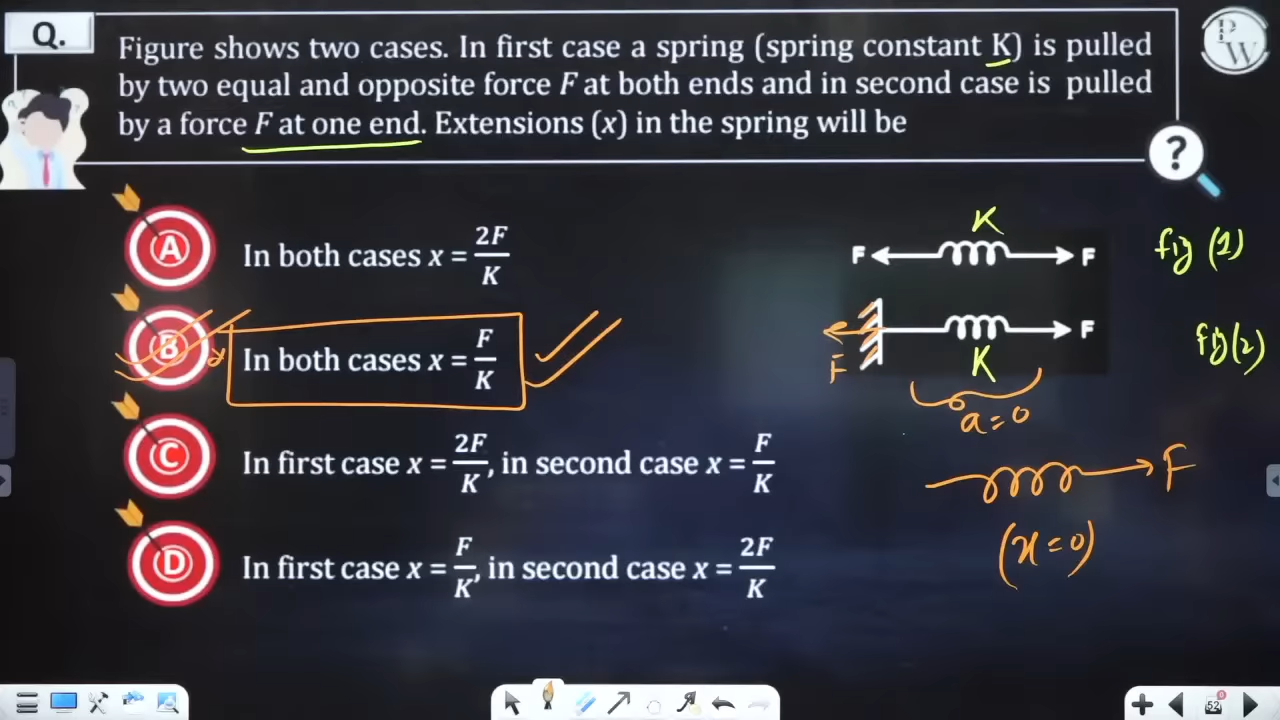 Q.
Figure shows two cases. In first case a spring (spring constant K) is pulled
by two equal and opposite force F at both ends and in second case is pulled
by a force F at one end. Extensions (x) in the spring will be
P
W
?
A In both cases x = 2F/K
B In both cases x = F/K
C In first case x = 2F/K, in second case x = F/K
D In first case x = F/K, in second case x = 2F/K
K
F F
fig (1)
F
F
K
fig(2)
a=0
F
(x=0)
52